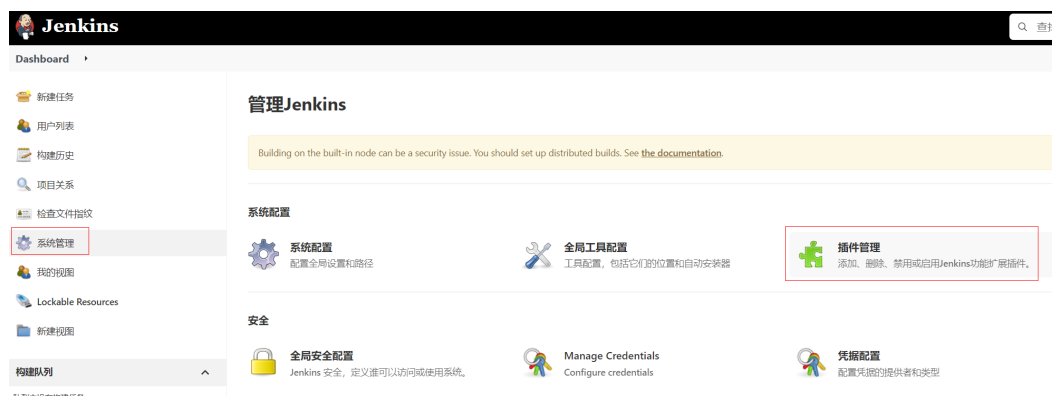 Jenkins
查找
Dashboard
新建任务
用户列表
构建历史
项目关系
检查文件指纹
系统管理
我的视图
Lockable Resources
新建视图
构建队列
管理Jenkins
Building on the built-in node can be a security issue. You should set up distributed builds. See the documentation.
系统配置
系统配置
配置全局设置和路径
全局工具配置
工具配置，包括它们的位置和自动安装器
插件管理
添加、删除、禁用或启用Jenkins功能扩展插件。
安全
全局安全配置
Jenkins 安全，定义谁可以访问或使用系统。
Manage Credentials
Configure credentials
凭据配置
配置凭据的提供者和类型